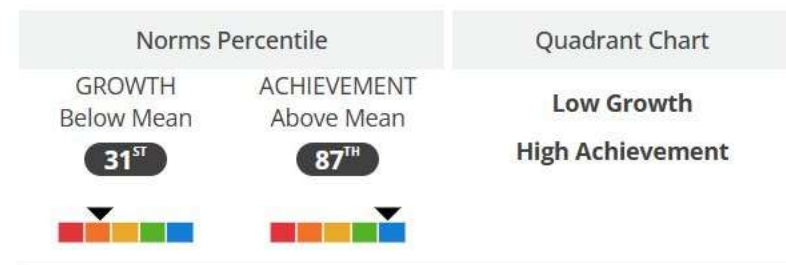 Norms Percentile
Quadrant Chart
GROWTH
Below Mean
31ST
ACHIEVEMENT
Above Mean
87TH
Low Growth
High Achievement